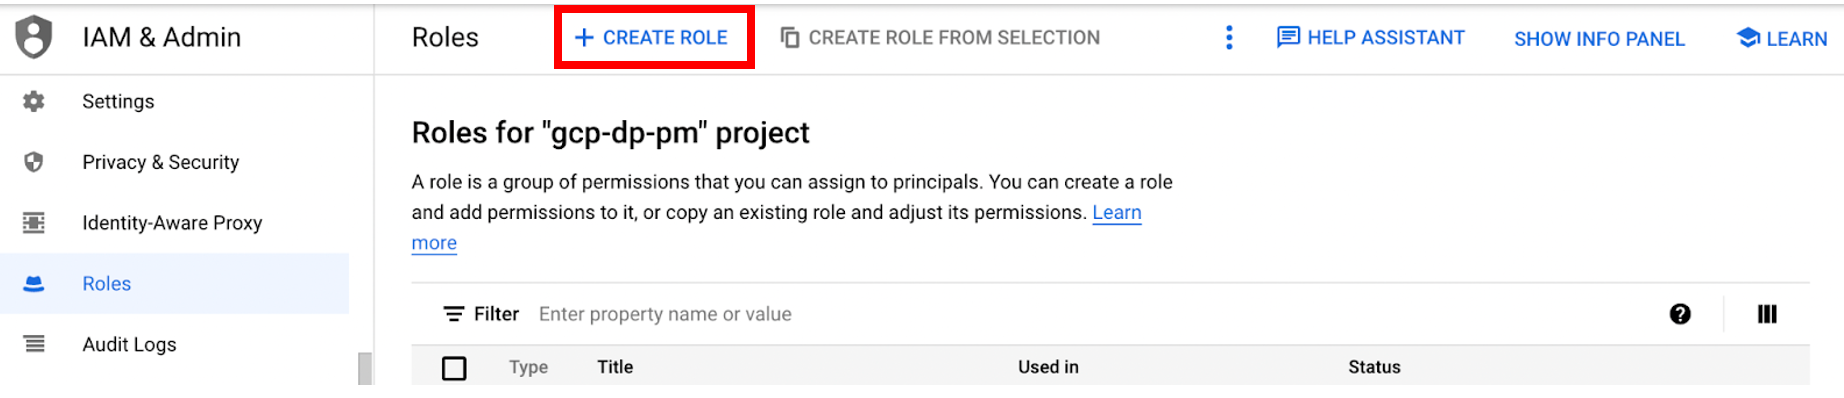 IAM & Admin
Roles
+ CREATE ROLE
CREATE ROLE FROM SELECTION
HELP ASSISTANT
SHOW INFO PANEL
LEARN
Settings
Privacy & Security
Identity-Aware Proxy
Roles
Audit Logs
Roles for "gcp-dp-pm" project
A role is a group of permissions that you can assign to principals. You can create a role
and add permissions to it, or copy an existing role and adjust its permissions. Learn
more
Filter Enter property name or value
Type Title Used in Status